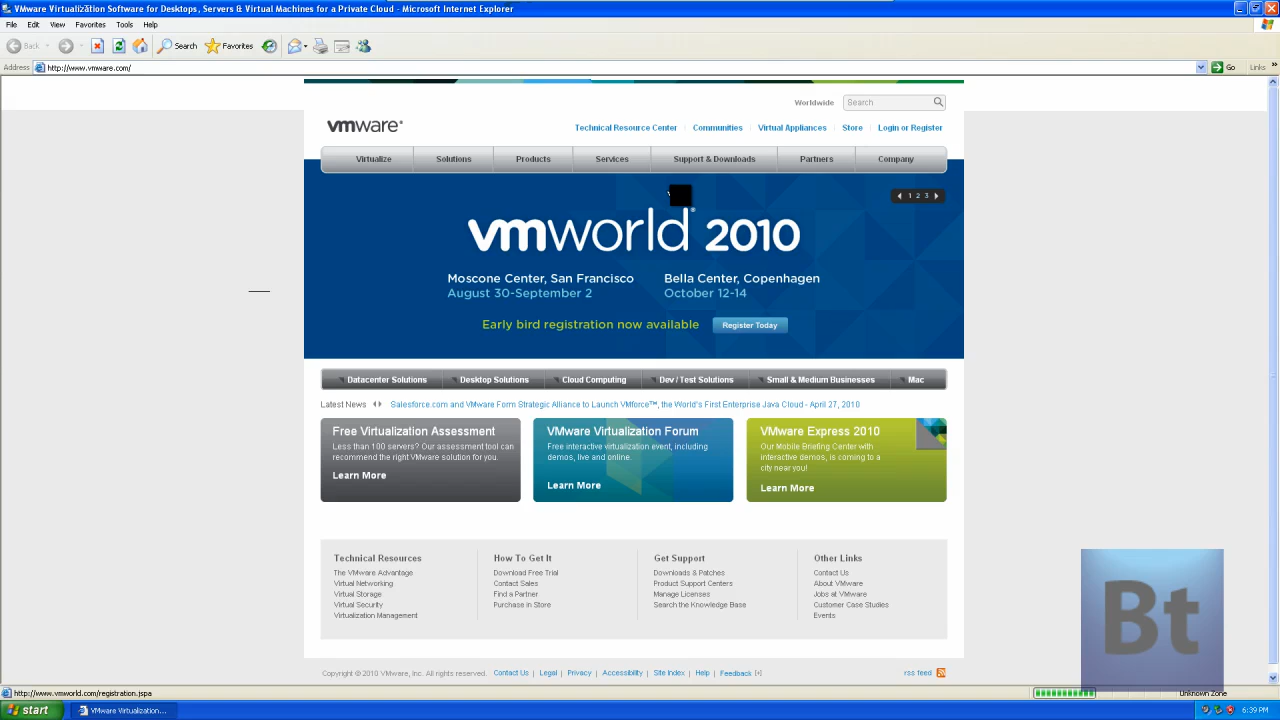 VMware Virtualization Software for Desktops, Servers & Virtual Machines for a Private Cloud - Microsoft Internet Explorer
File Edit View Favorites Tools Help
Back Search Favorites
Address http://www.vmware.com/ Go Links »
Worldwide Search
vmware®
Technical Resource Center Communities Virtual Appliances Store Login or Register
Virtualize Solutions Products Services Support & Downloads Partners Company
1 2 3
vmworld® 2010
Moscone Center, San Francisco
August 30-September 2
Bella Center, Copenhagen
October 12-14
Early bird registration now available Register Today
Datacenter Solutions Desktop Solutions Cloud Computing Dev / Test Solutions Small & Medium Businesses Mac
Latest News Salesforce.com and VMware Form Strategic Alliance to Launch VMforce™, the World's First Enterprise Java Cloud - April 27, 2010
Free Virtualization Assessment
Less than 100 servers? Our assessment tool can
recommend the right VMware solution for you.
Learn More
VMware Virtualization Forum
Free interactive virtualization event, including
demos, live and online.
Learn More
VMware Express 2010
Our Mobile Briefing Center with
interactive demos, is coming to a
city near you!
Learn More
Technical Resources
The VMware Advantage
Virtual Networking
Virtual Storage
Virtual Security
Virtualization Management
How To Get It
Download Free Trial
Contact Sales
Find a Partner
Purchase in Store
Get Support
Downloads & Patches
Product Support Centers
Manage Licenses
Search the Knowledge Base
Other Links
Contact Us
About VMware
Jobs at VMware
Customer Case Studies
Events
Bt
Copyright © 2010 VMware, Inc. All rights reserved. Contact Us | Legal | Privacy | Accessibility | Site Index | Help | Feedback [+] rss feed
http://www.vmworld.com/registration.jspa Unknown Zone
start VMware Virtualization... 6:39 PM